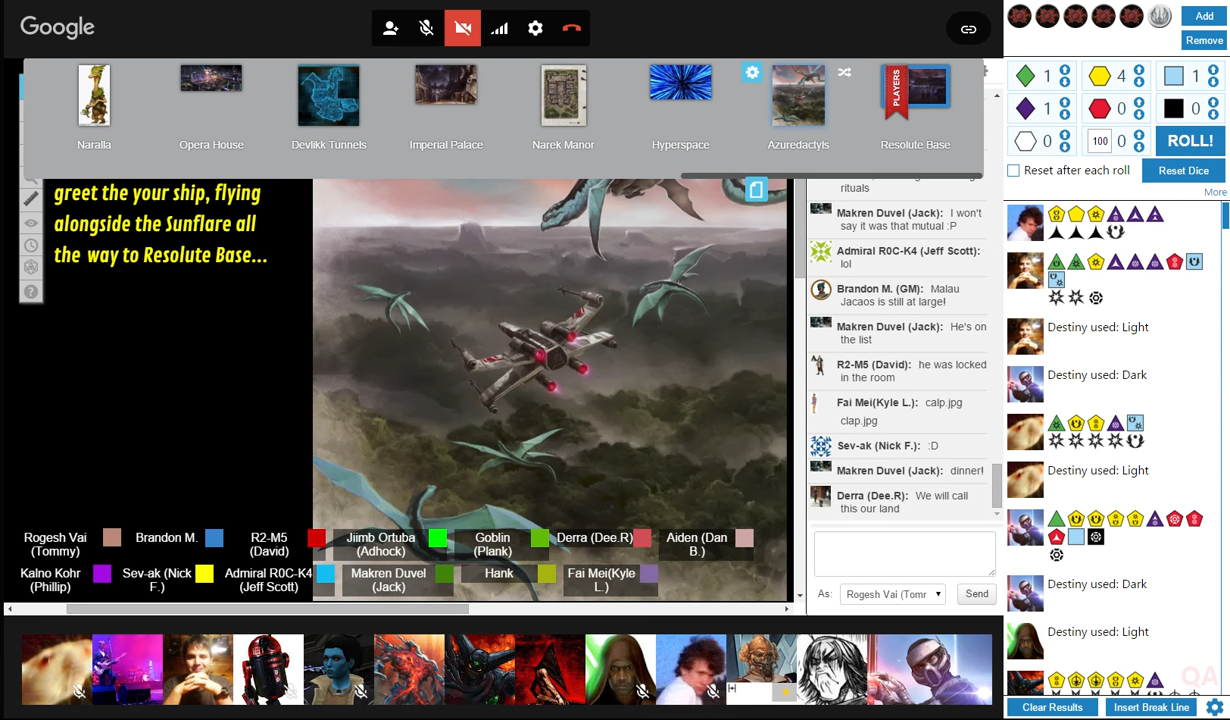 Google
Add
Remove
Naralla
Opera House
Devlikk Tunnels
Imperial Palace
Narek Manor
Hyperspace
Azuredactyls
PLAYERS
Resolute Base
1
4
1
1
0
0
0
100
0
ROLL!
Reset after each roll
Reset Dice
More
greet the your ship, flying
alongside the Sunflare all
the way to Resolute Base...
rituals
Makren Duvel (Jack): I won't
say it was that mutual :P
Admiral R0C-K4 (Jeff Scott):
lol
Brandon M. (GM): Malau
Jacaos is still at large!
Makren Duvel (Jack): He's on
the list
R2-M5 (David): he was locked
in the room
Fai Mei(Kyle L.): calp.jpg
clap.jpg
Sev-ak (Nick F.): :D
Makren Duvel (Jack): dinner!
Derra (Dee.R): We will call
this our land
As:
Rogesh Vai (Tomr
Send
Destiny used: Light
Destiny used: Dark
Destiny used: Light
Destiny used: Dark
Destiny used: Light
Rogesh Vai
(Tommy)
Brandon M.
R2-M5
(David)
Jiimb Ortuba
(Adhock)
Goblin
(Plank)
Derra (Dee.R)
Aiden (Dan
B.)
Kalno Kohr
(Phillip)
Sev-ak (Nick
F.)
Admiral R0C-K4
(Jeff Scott)
Makren Duvel
(Jack)
Hank
Fai Mei(Kyle
L.)
QA
Clear Results
Insert Break Line